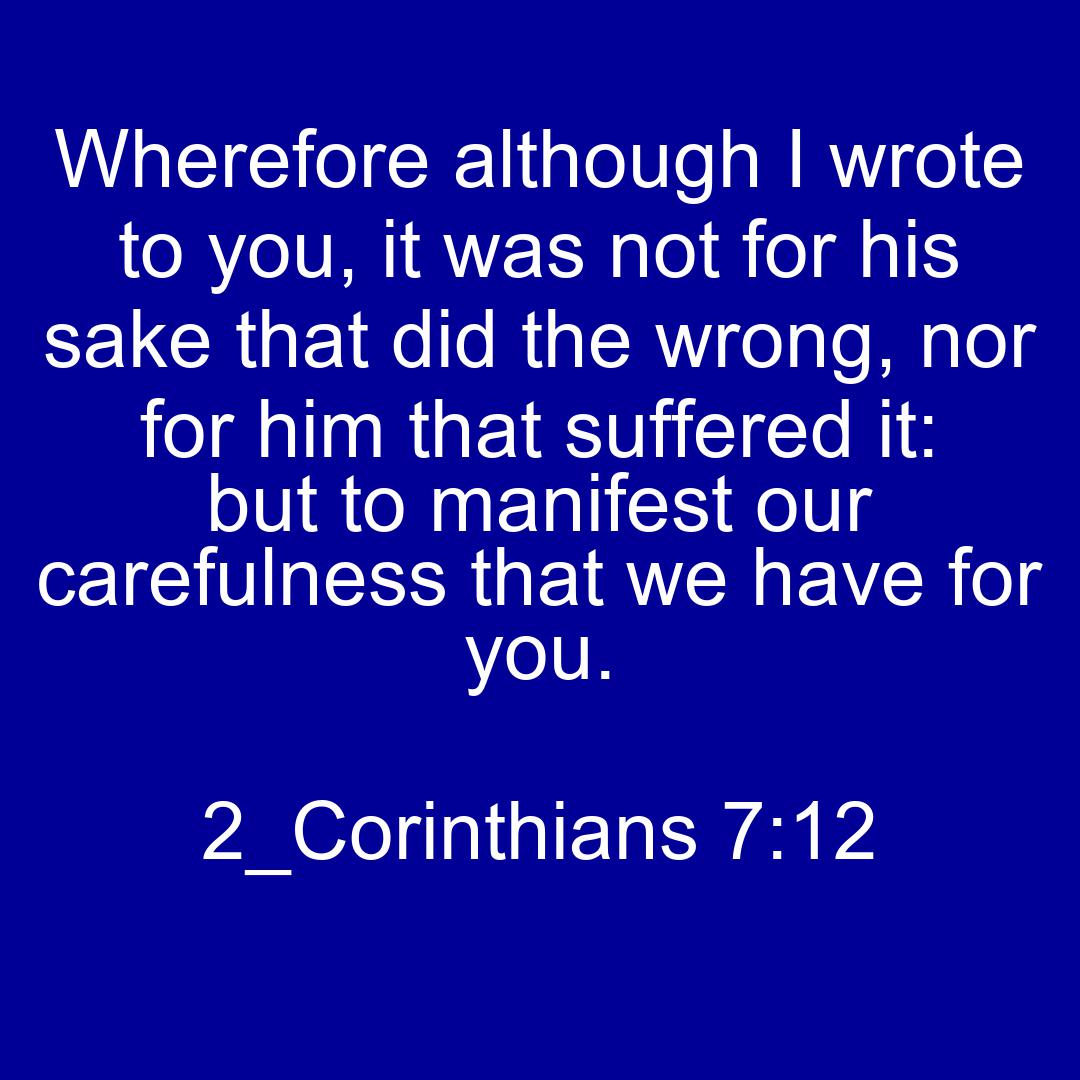 Wherefore although I wrote
to you, it was not for his
sake that did the wrong, nor
for him that suffered it:
but to manifest our
carefulness that we have for
you.
2_Corinthians 7:12